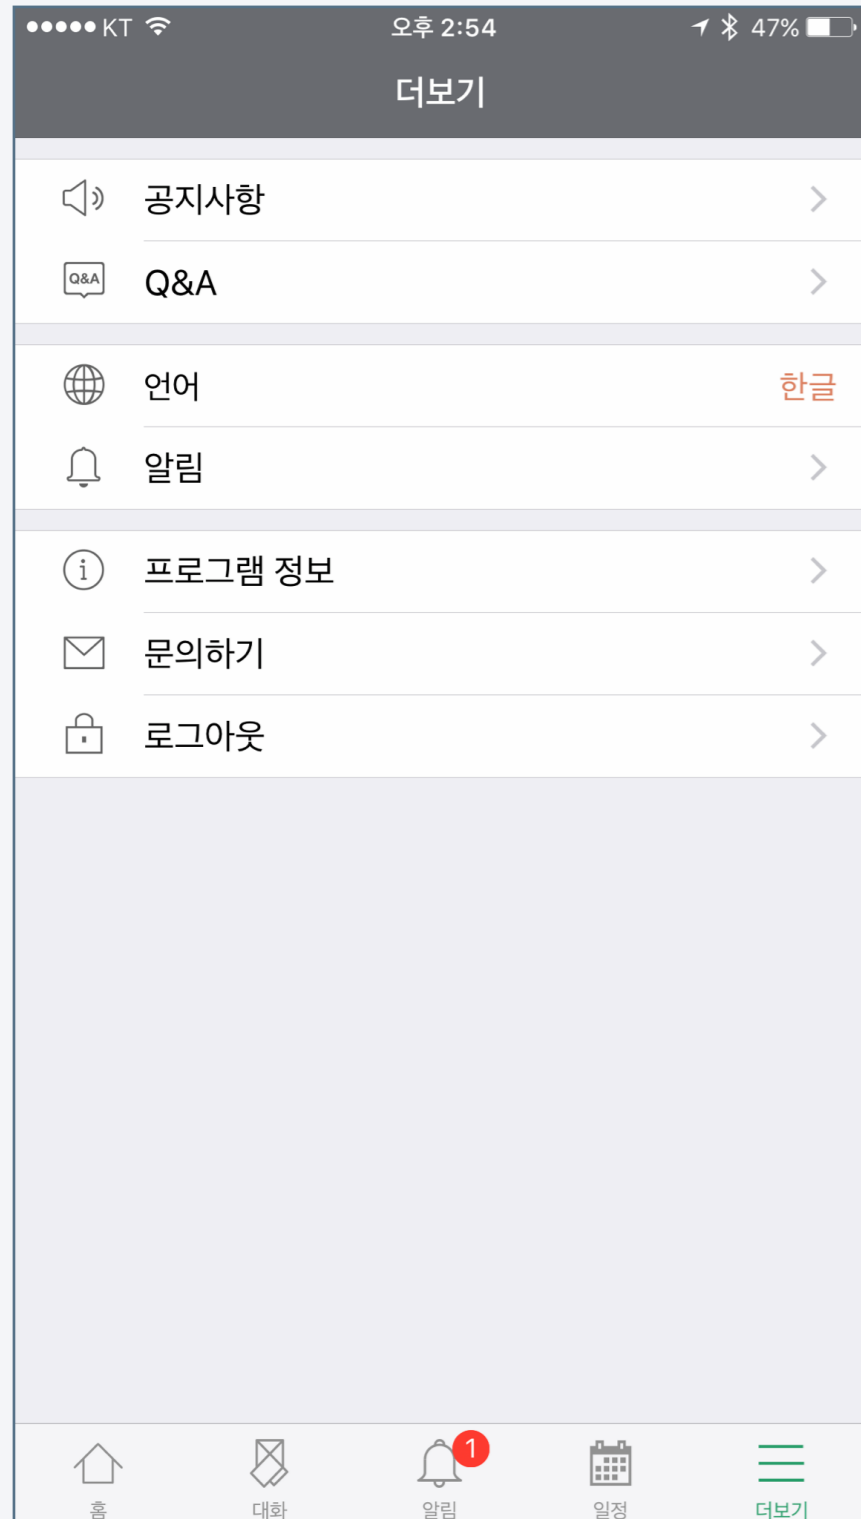 KT 오후 2:54 47%
더보기
공지사항
Q&A Q&A
언어 한글
알림
프로그램 정보
문의하기
로그아웃
1
홈 대화 알림 일정 더보기